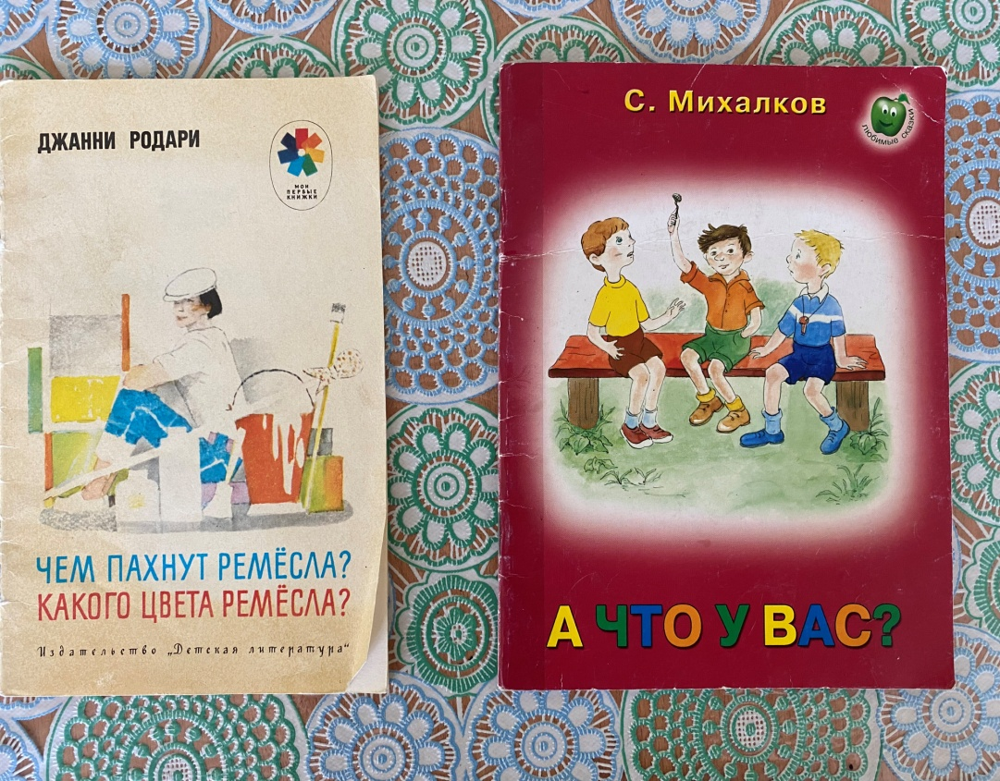 ДЖАННИ РОДАРИ
МОИ
ПЕРВЫЕ
КНИЖКИ
ЧЕМ ПАХНУТ РЕМЁСЛА?
КАКОГО ЦВЕТА РЕМЁСЛА?
Издательство „Детская литература“
С. Михалков
любимые сказки
А ЧТО У ВАС?